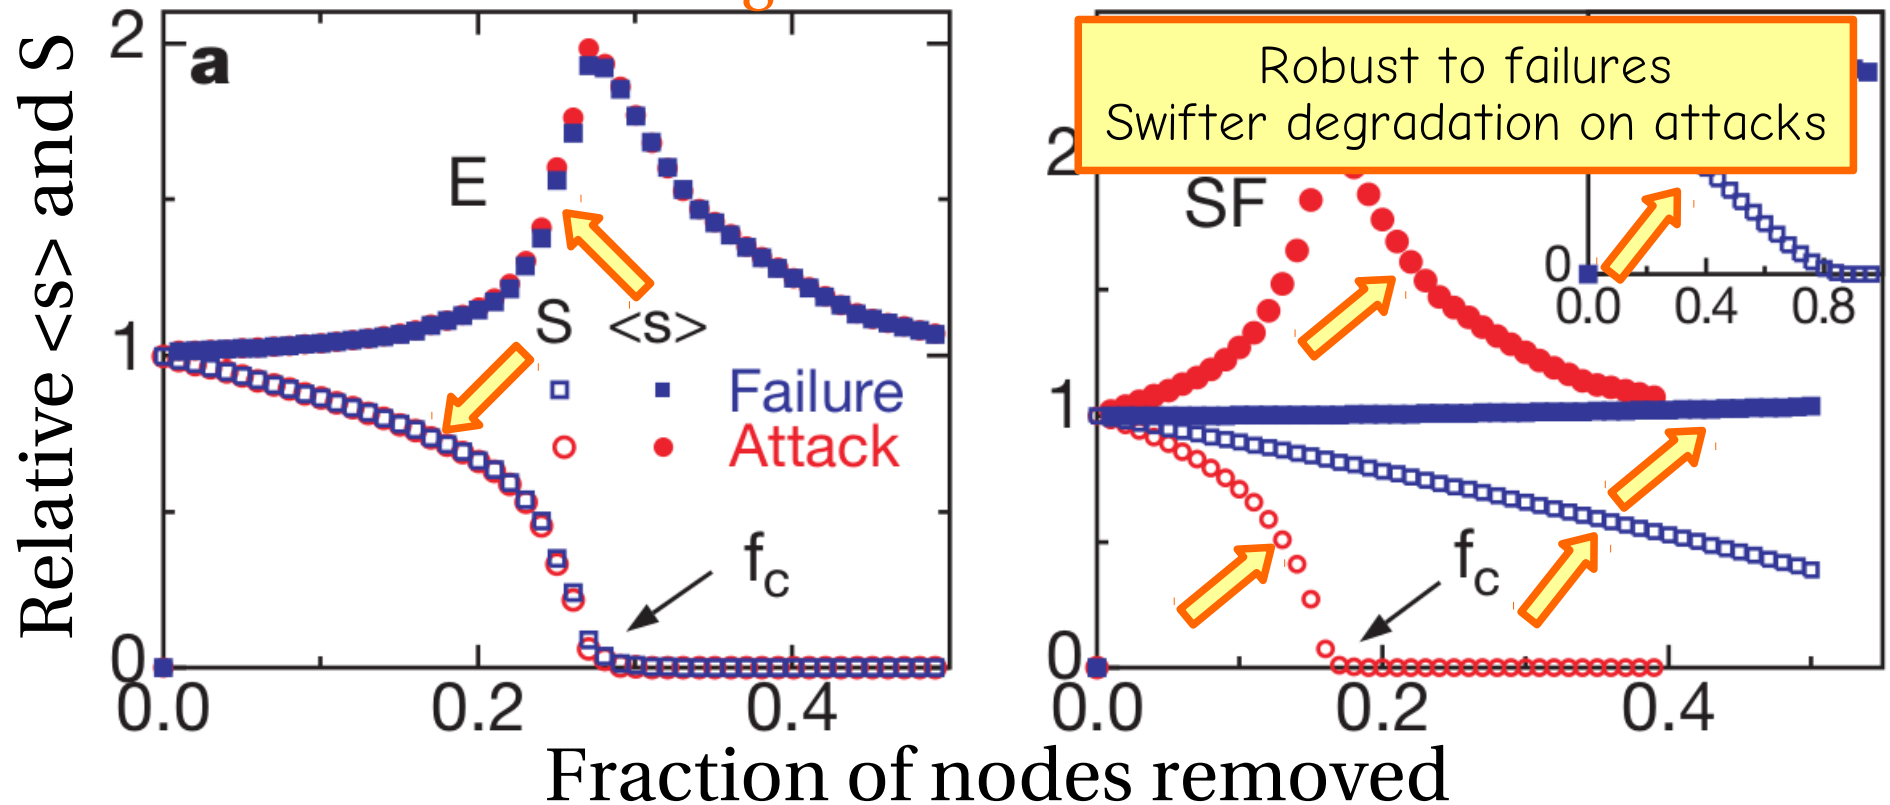 Relative <s> and S
2
1
0
a
E
S <s>
Failure
Attack
fc
0.0 0.2 0.4
Robust to failures
Swifter degradation on attacks
2
1
0
SF
0
0.0 0.4 0.8
fc
0.0 0.2 0.4
Fraction of nodes removed